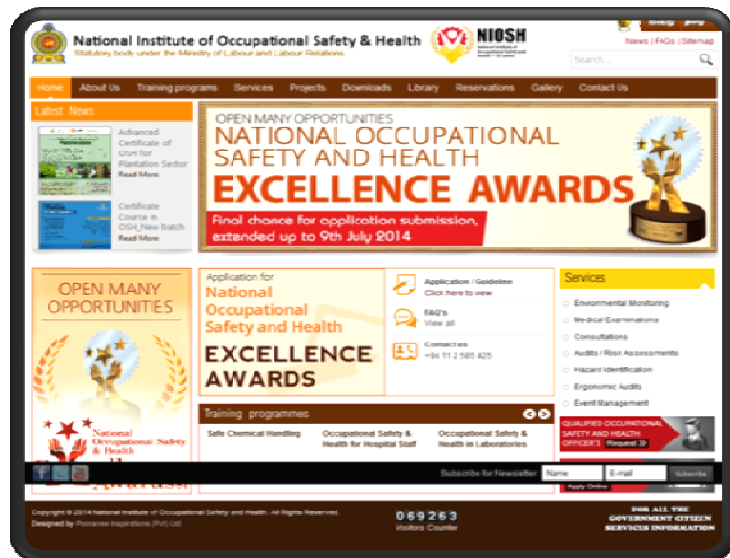 National Institute of Occupational Safety & Health
Statutory body under the Ministry of Labour and Labour Relations
NIOSH
News | FAQs | Sitemap
Search...
Home About Us Training programs Services Projects Downloads Library Reservations Gallery Contact Us
Latest News
Advanced
Certificate of
OSH for
Plantation Sector
Read More
Certificate
Course in
OSH_New batch
Read More
OPEN MANY OPPORTUNITIES
NATIONAL OCCUPATIONAL
SAFETY AND HEALTH
EXCELLENCE AWARDS
Final chance for application submission,
extended up to 9th July 2014
OPEN MANY
OPPORTUNITIES
National
Occupational Safety
& Health
Application for
National
Occupational
Safety and Health
EXCELLENCE
AWARDS
Application / Guideline
Click here to view
FAQ's
View all
Contact us
+94 11 2 585 425
Training programmes
Safe Chemical Handling
Occupational Safety &
Health for Hospital Staff
Occupational Safety &
Health in Laboratories
Services
Environmental Monitoring
Medical Examinations
Consultations
Audits / Risk Assessments
Hazard Identification
Ergonomic Audits
Event Management
QUALIFIED OCCUPATIONAL
SAFETY AND HEALTH
OFFICER'S Request
Subscribe for Newsletter Name E-mail Subscribe
Apply Online
Copyright © 2014 National Institute of Occupational Safety and Health. All Rights Reserved.
Designed by Pooranee Inspirations (Pvt) Ltd.
069263
Visitors Counter
FOR ALL THE
GOVERNMENT CITIZEN
SERVICES INFORMATION